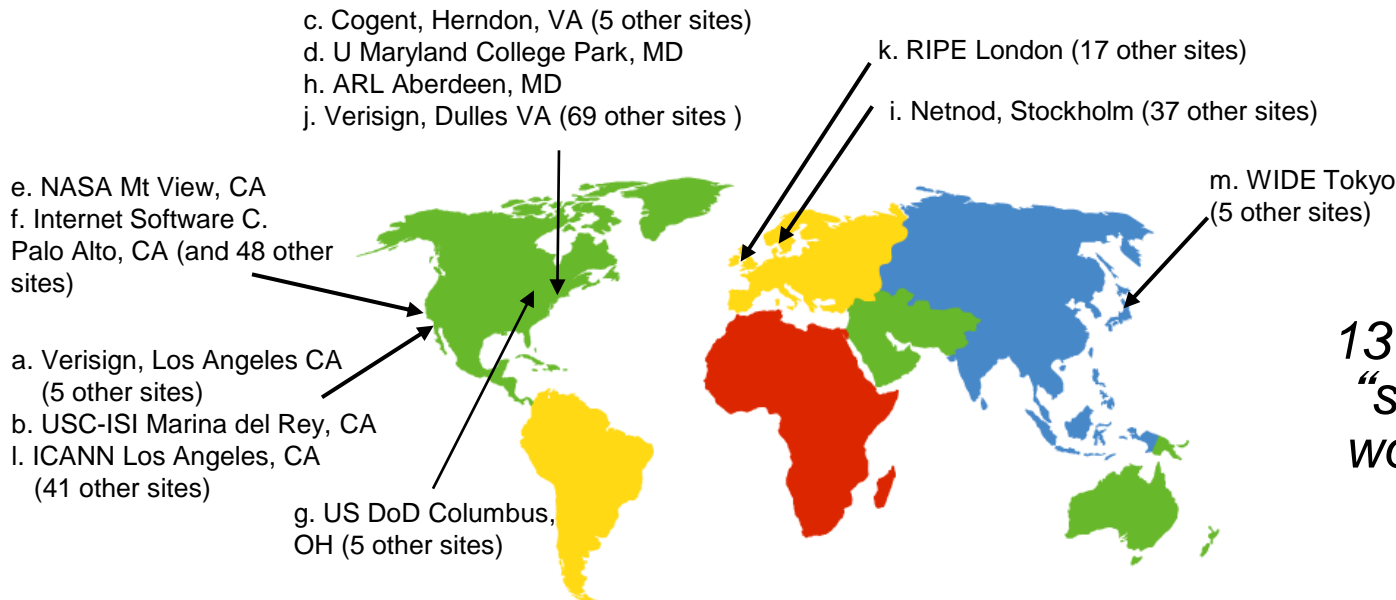 c. Cogent, Herndon, VA (5 other sites)
d. U Maryland College Park, MD
h. ARL Aberdeen, MD
j. Verisign, Dulles VA (69 other sites )
k. RIPE London (17 other sites)
i. Netnod, Stockholm (37 other sites)
e. NASA Mt View, CA
f. Internet Software C.
Palo Alto, CA (and 48 other
sites)
m. WIDE Tokyo
(5 other sites)
a. Verisign, Los Angeles CA
(5 other sites)
b. USC-ISI Marina del Rey, CA
l. ICANN Los Angeles, CA
(41 other sites)
g. US DoD Columbus,
OH (5 other sites)
13